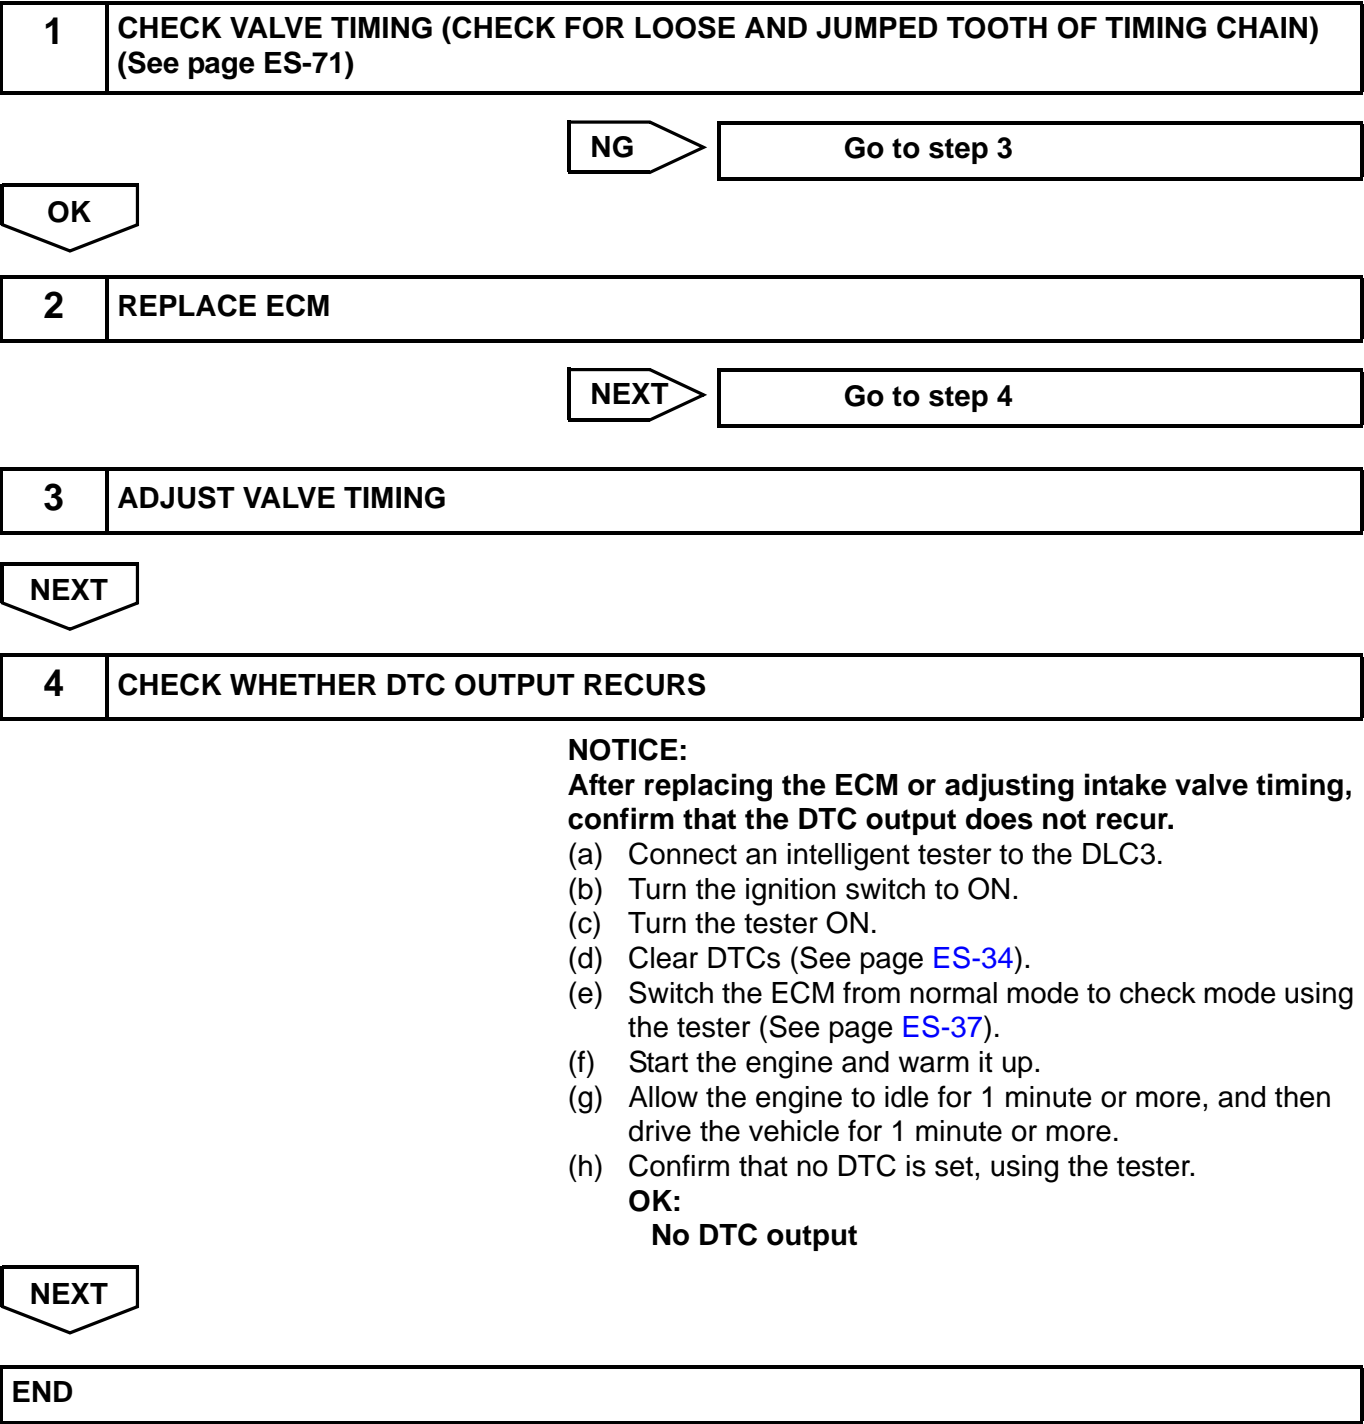 1
CHECK VALVE TIMING (CHECK FOR LOOSE AND JUMPED TOOTH OF TIMING CHAIN)
(See page ES-71)
NG
Go to step 3
OK
2
REPLACE ECM
NEXT
Go to step 4
3
ADJUST VALVE TIMING
NEXT
4
CHECK WHETHER DTC OUTPUT RECURS
NOTICE:
After replacing the ECM or adjusting intake valve timing,
confirm that the DTC output does not recur.
(a) Connect an intelligent tester to the DLC3.
(b) Turn the ignition switch to ON.
(c) Turn the tester ON.
(d) Clear DTCs (See page ES-34).
(e) Switch the ECM from normal mode to check mode using
the tester (See page ES-37).
(f) Start the engine and warm it up.
(g) Allow the engine to idle for 1 minute or more, and then
drive the vehicle for 1 minute or more.
(h) Confirm that no DTC is set, using the tester.
OK:
No DTC output
NEXT
END